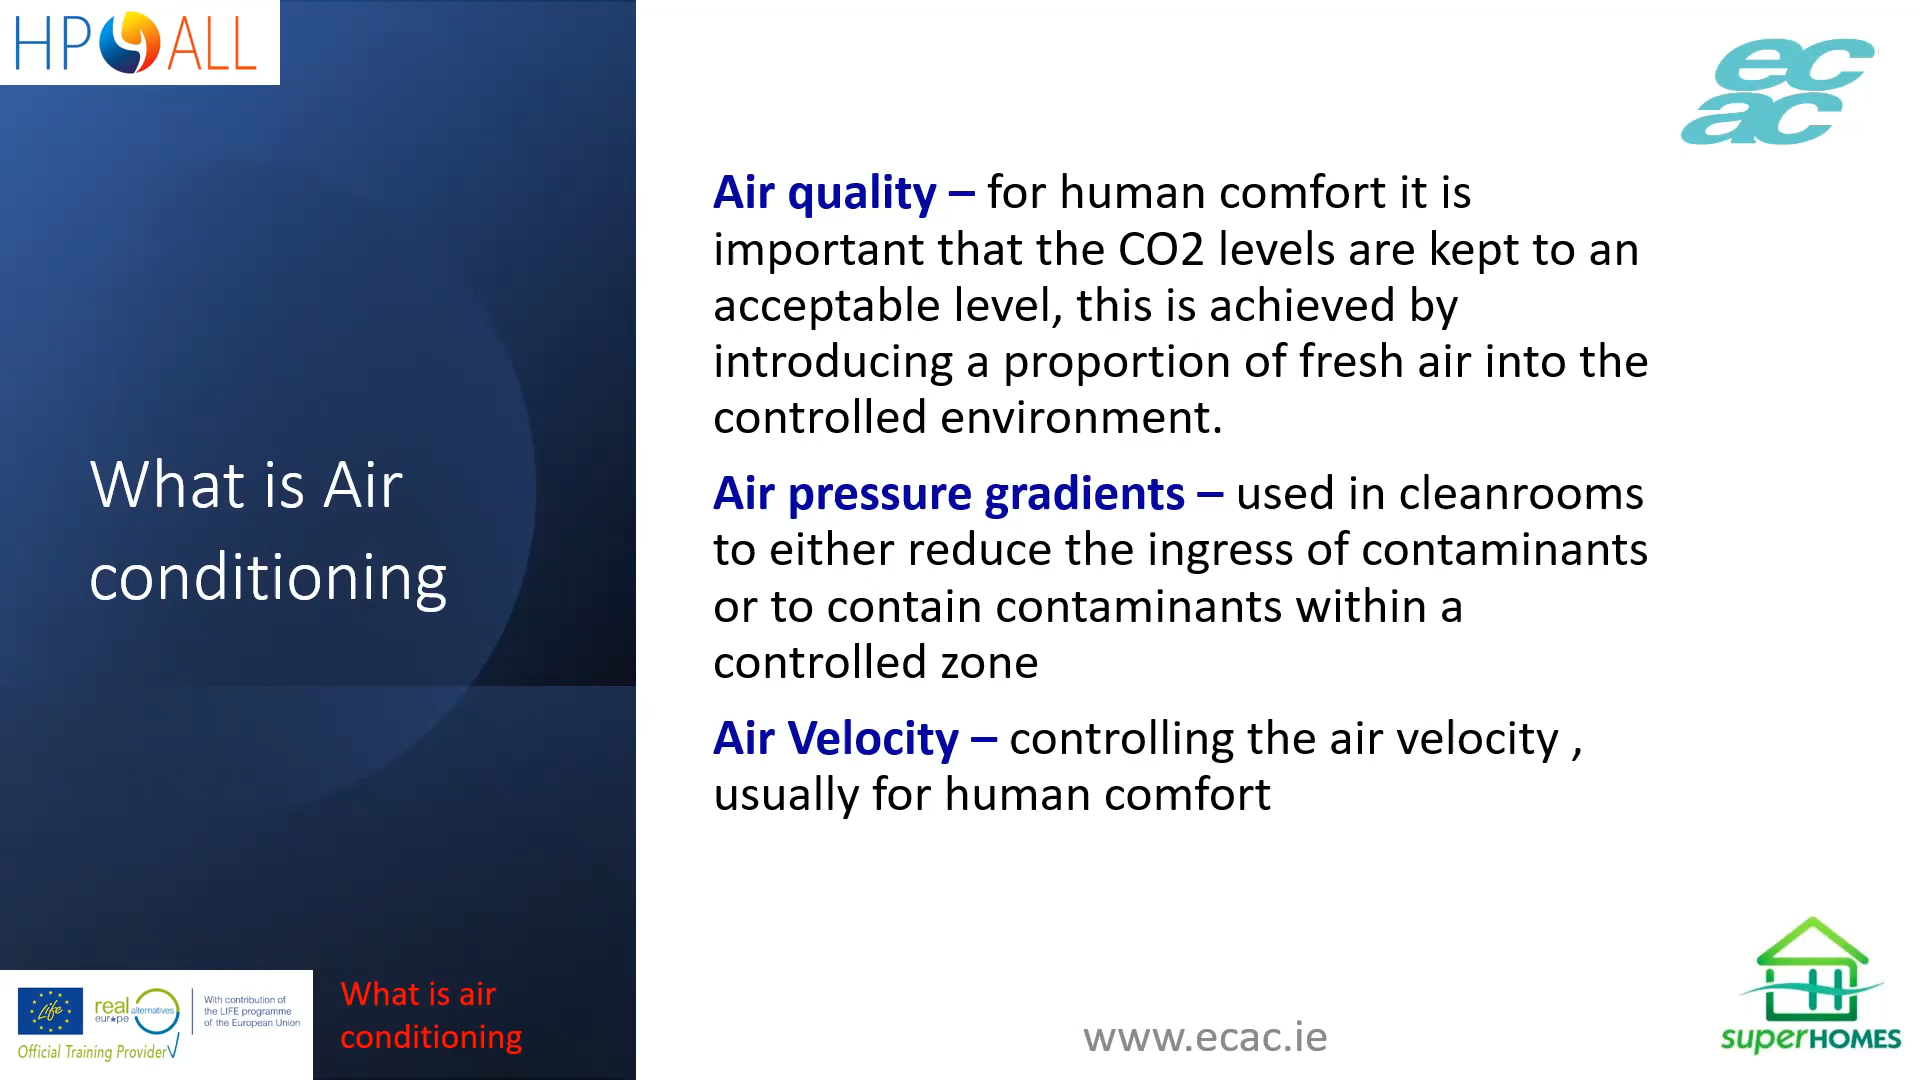 HP4ALL
ec
ac
What is Air
conditioning
Air quality – for human comfort it is
important that the CO2 levels are kept to an
acceptable level, this is achieved by
introducing a proportion of fresh air into the
controlled environment.
Air pressure gradients – used in cleanrooms
to either reduce the ingress of contaminants
or to contain contaminants within a
controlled zone
Air Velocity – controlling the air velocity ,
usually for human comfort
Life
real alternatives
europe
With contribution of
the LIFE programme
of the European Union
Official Training Provider
What is air
conditioning
www.ecac.ie
superHOMES